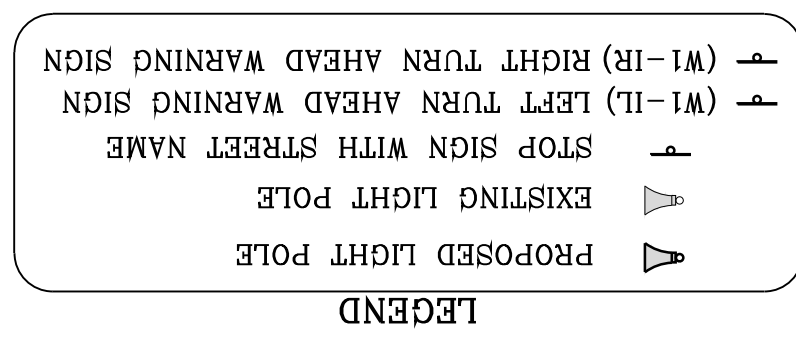 LEGEND
PROPOSED LIGHT POLE
EXISTING LIGHT POLE
STOP SIGN WITH STREET NAME
(W1-1L) LEFT TURN AHEAD WARNING SIGN
(W1-1R) RIGHT TURN AHEAD WARNING SIGN